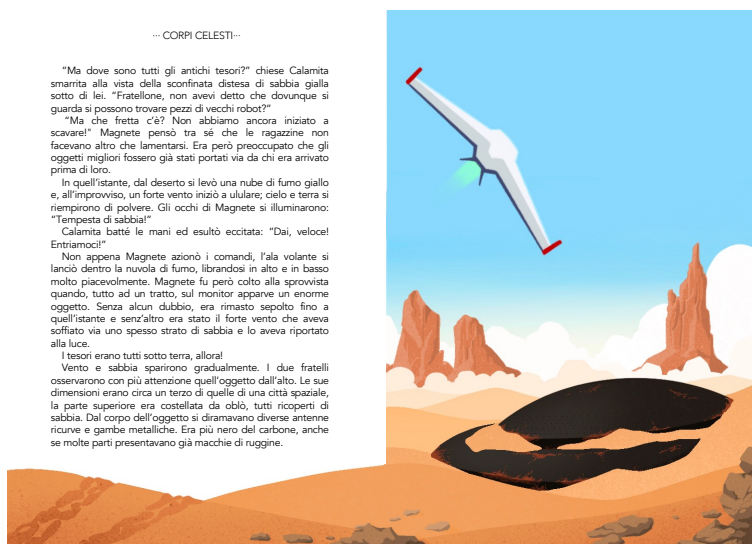 ··· CORPI CELESTI···
“Ma dove sono tutti gli antichi tesori?” chiese Calamita
smarrita alla vista della sconfinata distesa di sabbia gialla
sotto di lei. “Fratellone, non avevi detto che dovunque si
guarda si possono trovare pezzi di vecchi robot?”
“Ma che fretta c’è? Non abbiamo ancora iniziato a
scavare!" Magnete pensò tra sé che le ragazzine non
facevano altro che lamentarsi. Era però preoccupato che gli
oggetti migliori fossero già stati portati via da chi era arrivato
prima di loro.
In quell’istante, dal deserto si levò una nube di fumo giallo
e, all’improvviso, un forte vento iniziò a ululare; cielo e terra si
riempirono di polvere. Gli occhi di Magnete si illuminarono:
“Tempesta di sabbia!”
Calamita batté le mani ed esultò eccitata: “Dai, veloce!
Entriamoci!”
Non appena Magnete azionò i comandi, l’ala volante si
lanciò dentro la nuvola di fumo, librandosi in alto e in basso
molto piacevolmente. Magnete fu però colto alla sprovvista
quando, tutto ad un tratto, sul monitor apparve un enorme
oggetto. Senza alcun dubbio, era rimasto sepolto fino a
quell’istante e senz’altro era stato il forte vento che aveva
soffiato via uno spesso strato di sabbia e lo aveva riportato
alla luce.
I tesori erano tutti sotto terra, allora!
Vento e sabbia sparirono gradualmente. I due fratelli
osservarono con più attenzione quell’oggetto dall’alto. Le sue
dimensioni erano circa un terzo di quelle di una città spaziale,
la parte superiore era costellata da oblò, tutti ricoperti di
sabbia. Dal corpo dell’oggetto si diramavano diverse antenne
ricurve e gambe metalliche. Era più nero del carbone, anche
se molte parti presentavano già macchie di ruggine.